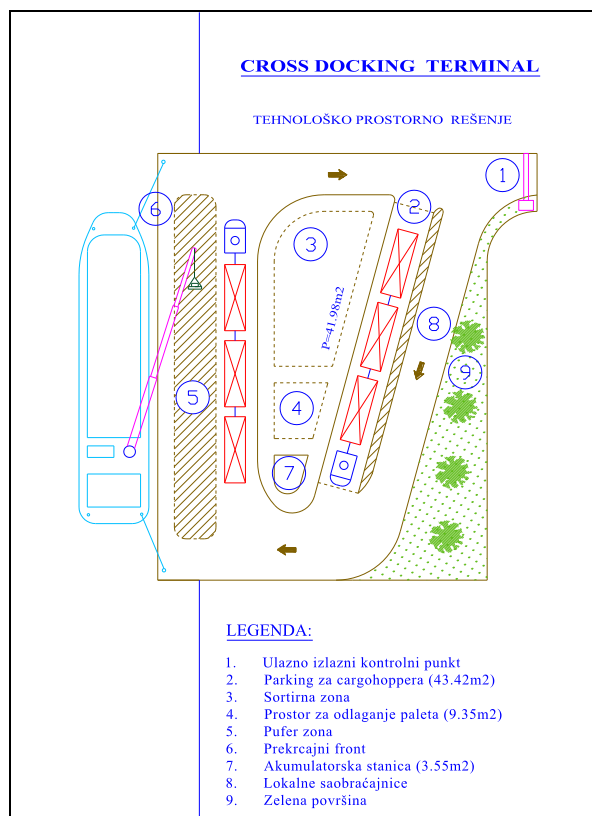 CROSS DOCKING TERMINAL
TEHNOLOŠKO PROSTORNO REŠENJE
1
2
6
3
P=41.98m2
8
9
5
4
7
LEGENDA:
1. Ulazno izlazni kontrolni punkt
2. Parking za cargohoppera (43.42m2)
3. Sortirna zona
4. Prostor za odlaganje paleta (9.35m2)
5. Pufer zona
6. Prekrcajni front
7. Akumulatorska stanica (3.55m2)
8. Lokalne saobraćajnice
9. Zelena površina